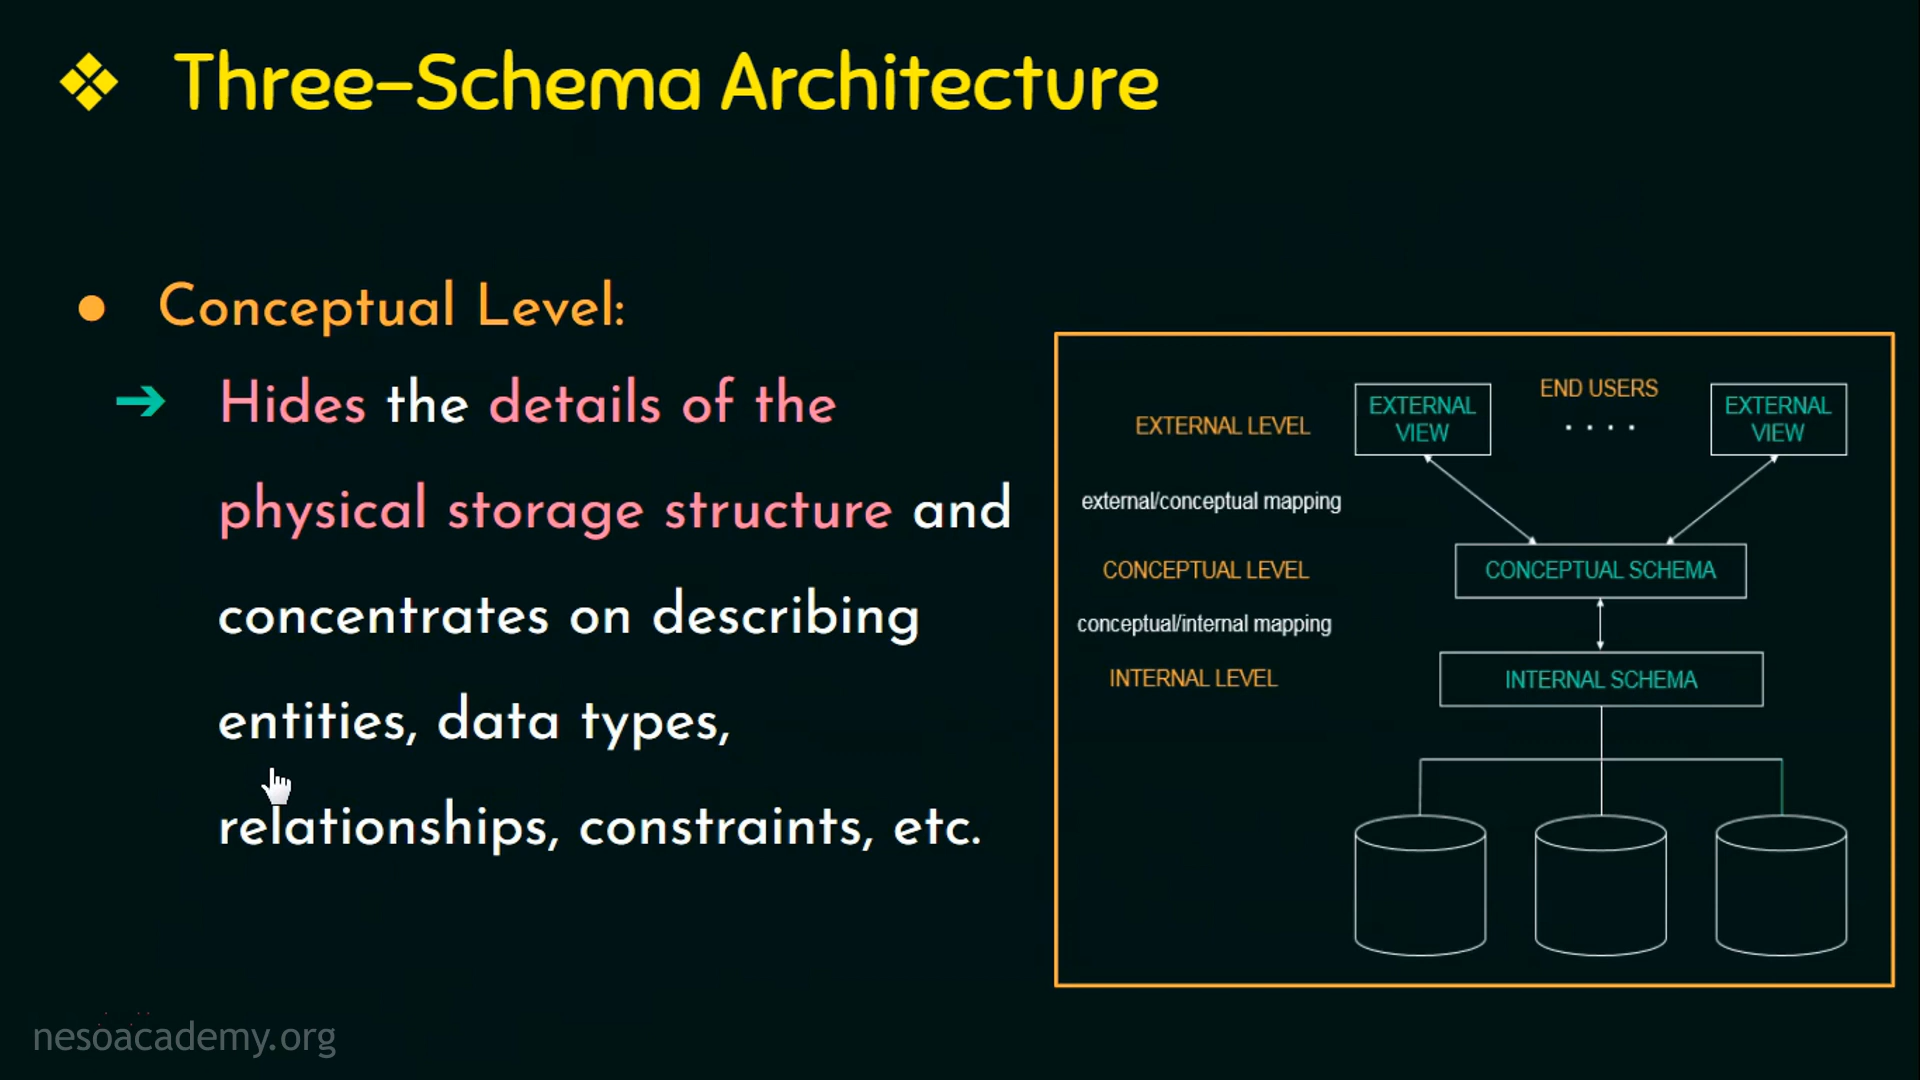 Three-Schema Architecture
Conceptual Level:
Hides the details of the
physical storage structure and
concentrates on describing
entities, data types,
relationships, constraints, etc.
END USERS
EXTERNAL LEVEL
EXTERNAL
VIEW
. . . .
EXTERNAL
VIEW
external/conceptual mapping
CONCEPTUAL LEVEL
CONCEPTUAL SCHEMA
conceptual/internal mapping
INTERNAL LEVEL
INTERNAL SCHEMA
nesoacademy.org